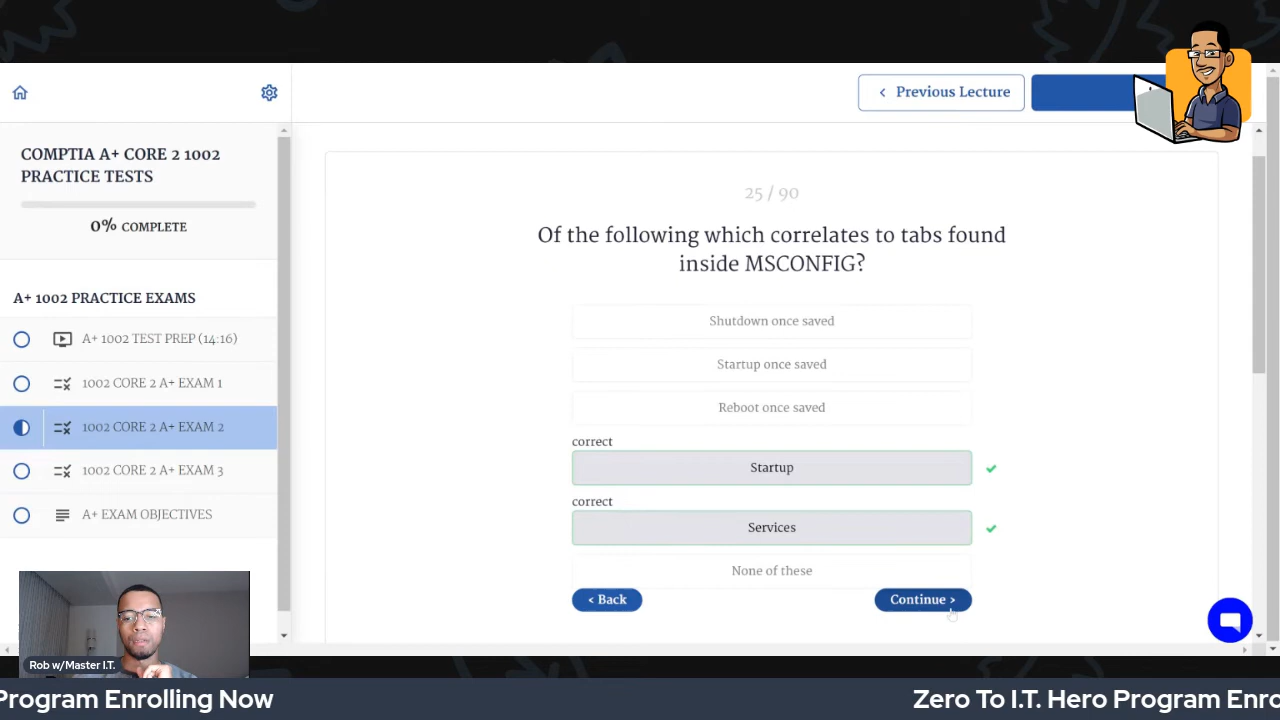 Previous Lecture
COMPTIA A+ CORE 2 1002
PRACTICE TESTS
0% COMPLETE
A+ 1002 PRACTICE EXAMS
A+ 1002 TEST PREP (14:16)
1002 CORE 2 A+ EXAM 1
1002 CORE 2 A+ EXAM 2
1002 CORE 2 A+ EXAM 3
A+ EXAM OBJECTIVES
25 / 90
Of the following which correlates to tabs found
inside MSCONFIG?
Shutdown once saved
Startup once saved
Reboot once saved
correct
Startup
correct
Services
None of these
< Back
Continue >
Rob w/Master I.T.
Program Enrolling Now
Zero To I.T. Hero Program Enro